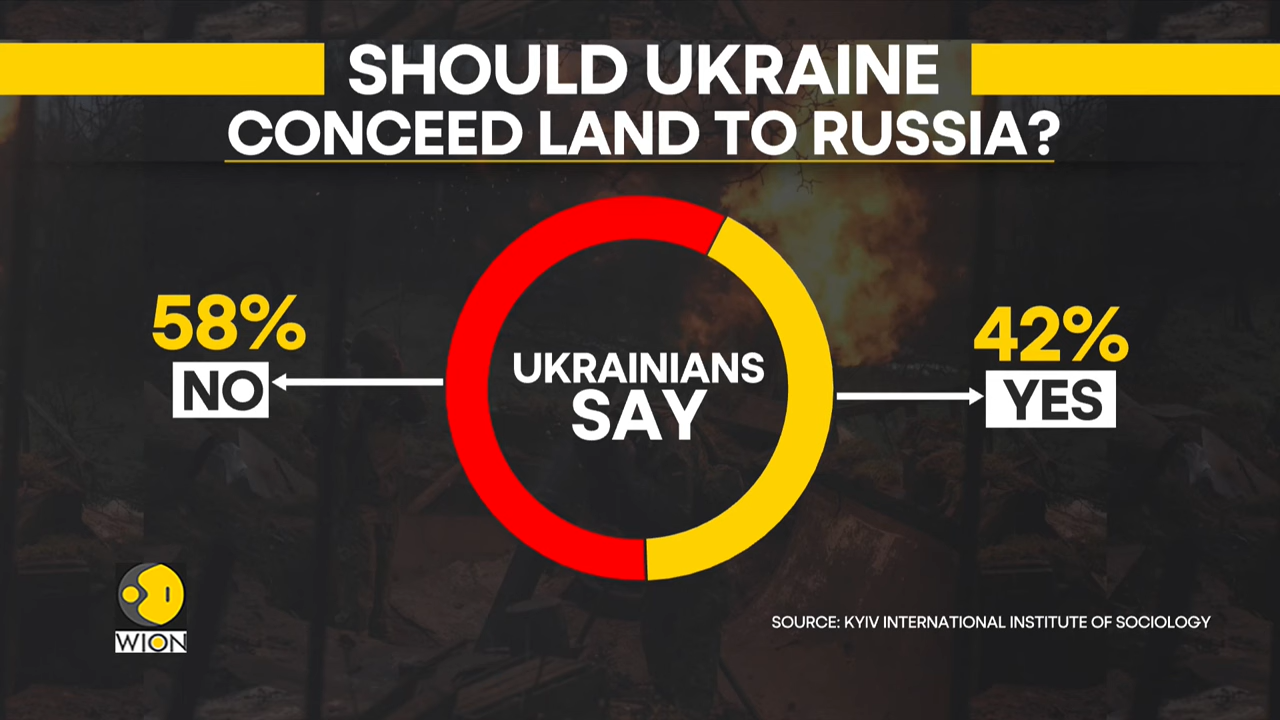 SHOULD UKRAINE
CONCEED LAND TO RUSSIA?
58%
NO
UKRAINIANS
SAY
42%
YES
WION
SOURCE: KYIV INTERNATIONAL INSTITUTE OF SOCIOLOGY